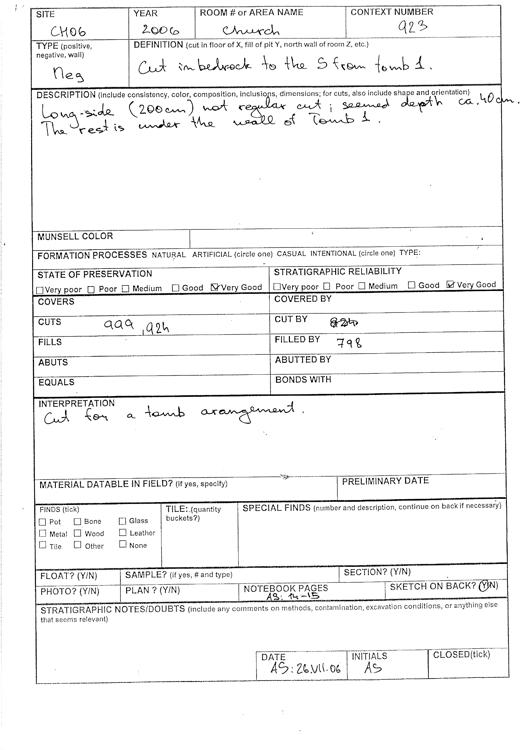 SITE YEAR ROOM # or AREA NAME CONTEXT NUMBER
CH06 2006 Church 923
TYPE (positive, negative, wall) DEFINITION (cut in floor of X, fill of pit Y, north wall of room Z, etc.)
Neg Cut in bedrock to the S from tomb 1.
DESCRIPTION (include consistency, color, composition, inclusions, dimensions; for cuts, also include shape and orientation)
Long-side (200cm) not regular cut; seemed depth ca. 40cm.
The rest is under the wall of Tomb 1.
MUNSELL COLOR
FORMATION PROCESSES NATURAL ARTIFICIAL (circle one) CASUAL INTENTIONAL (circle one) TYPE:
STATE OF PRESERVATION STRATIGRAPHIC RELIABILITY
☐Very poor ☐ Poor ☐ Medium ☐ Good ☑Very Good ☐Very poor ☐ Poor ☐ Medium ☐ Good ☑ Very Good
COVERS COVERED BY
CUTS 999, 924 CUT BY
FILLS FILLED BY 798
ABUTS ABUTTED BY
EQUALS BONDS WITH
INTERPRETATION
Cut for a tomb arangement.
MATERIAL DATABLE IN FIELD? (if yes, specify) PRELIMINARY DATE
FINDS (tick) TILE: (quantity buckets?) SPECIAL FINDS (number and description, continue on back if necessary)
☐ Pot ☐ Bone ☐ Glass
☐ Metal ☐ Wood ☐ Leather
☐ Tile ☐ Other ☐ None
FLOAT? (Y/N) SAMPLE? (if yes, # and type) SECTION? (Y/N)
PHOTO? (Y/N) PLAN? (Y/N) NOTEBOOK PAGES AS: 14-15 SKETCH ON BACK? (Y/N)
STRATIGRAPHIC NOTES/DOUBTS (include any comments on methods, contamination, excavation conditions, or anything else
that seems relevant)
DATE INITIALS CLOSED(tick)
AS: 26.VII.06 AS